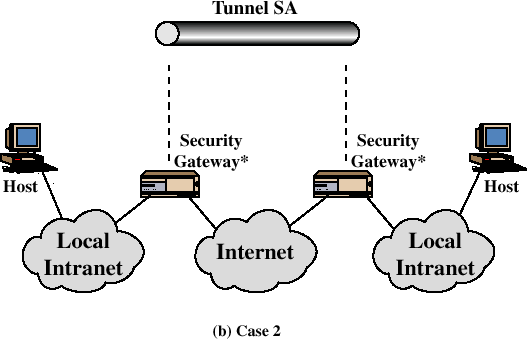 Tunnel SA
Security
Gateway*
Security
Gateway*
Host
Host
Local
Intranet
Internet
Local
Intranet
(b) Case 2